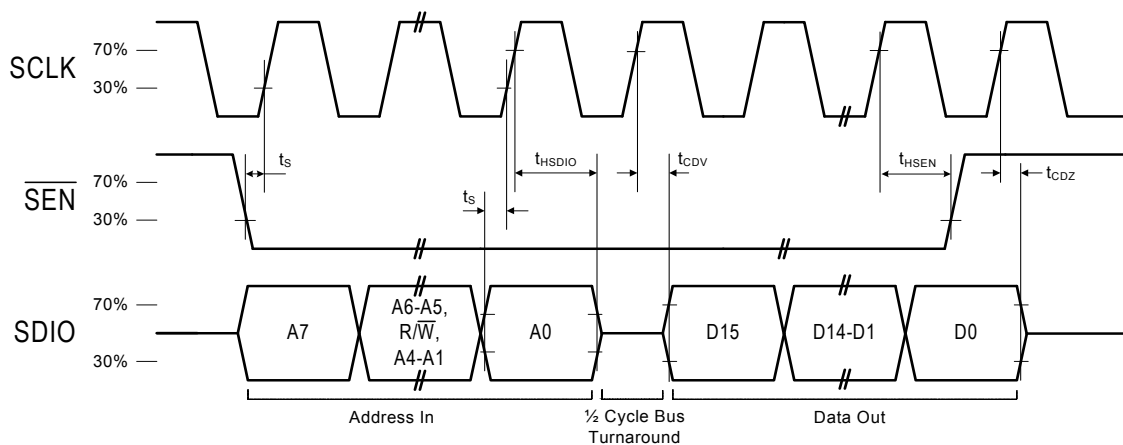 70%
SCLK
30%
tS
tHSDIO
tCDV
tHSEN
tCDZ
70%
SEN
30%
tS
70%
SDIO
30%
A7
A6-A5,
R/W,
A4-A1
A0
D15
D14-D1
D0
Address In
½ Cycle Bus
Turnaround
Data Out